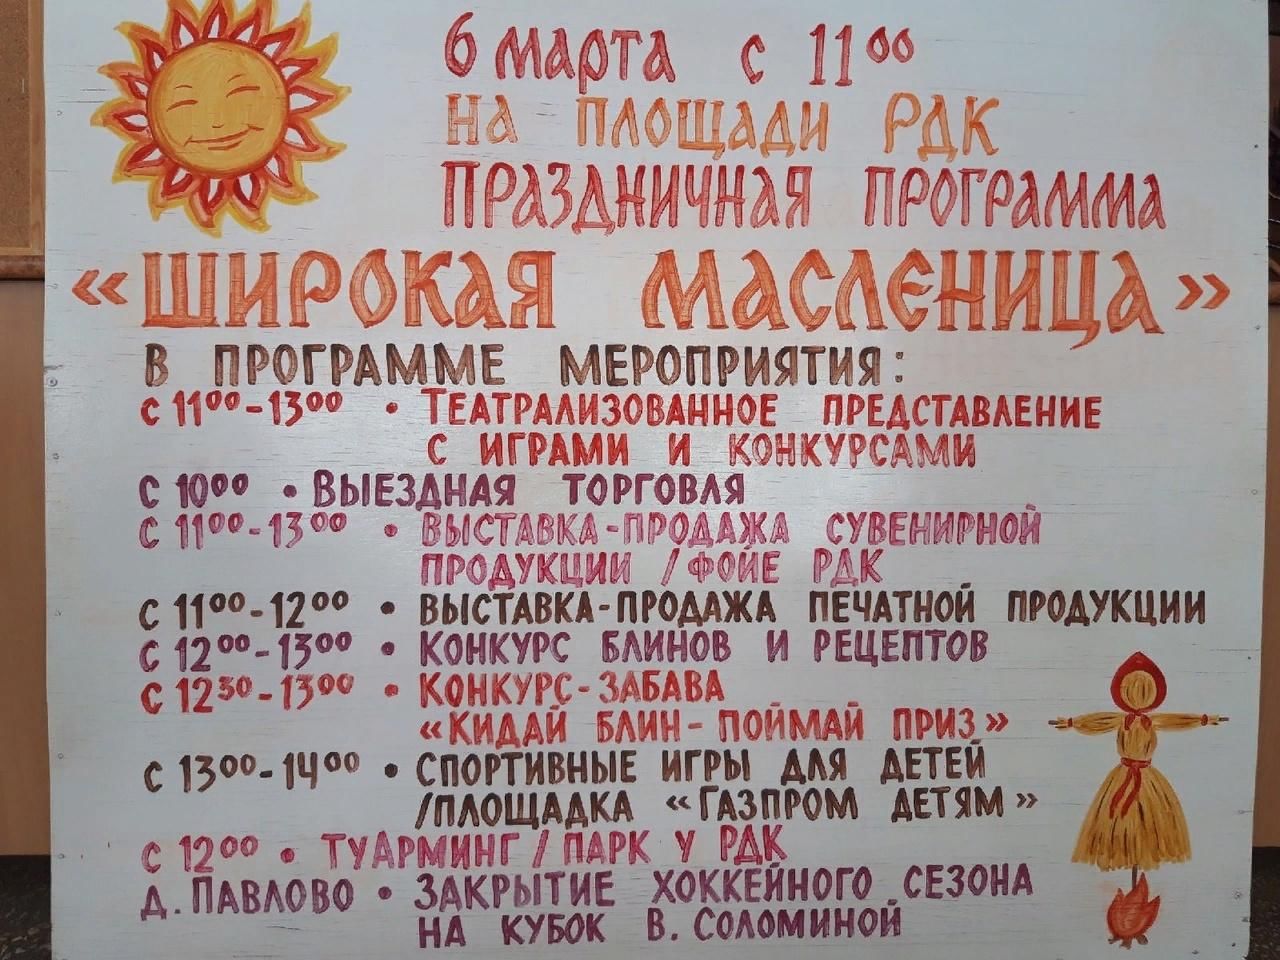 6 марта с 11⁰⁰
на площади РДК
праздничная программа
«Широкая Масленица»
В ПРОГРАММЕ МЕРОПРИЯТИЯ:
с 11⁰⁰-13⁰⁰ • ТЕАТРАЛИЗОВАННОЕ ПРЕДСТАВЛЕНИЕ
С ИГРАМИ И КОНКУРСАМИ
с 10⁰⁰ • ВЫЕЗДНАЯ ТОРГОВЛЯ
с 11⁰⁰-13⁰⁰ • ВЫСТАВКА-ПРОДАЖА СУВЕНИРНОЙ
ПРОДУКЦИИ /ФОЙЕ РДК
с 11⁰⁰-12⁰⁰ • ВЫСТАВКА-ПРОДАЖА ПЕЧАТНОЙ ПРОДУКЦИИ
с 12⁰⁰-13⁰⁰ • КОНКУРС БЛИНОВ И РЕЦЕПТОВ
с 12³⁰-13⁰⁰ • КОНКУРС-ЗАБАВА
«КИДАЙ БЛИН-ПОЙМАЙ ПРИЗ»
с 13⁰⁰-14⁰⁰ • СПОРТИВНЫЕ ИГРЫ ДЛЯ ДЕТЕЙ
/ПЛОЩАДКА «ГАЗПРОМ ДЕТЯМ»
с 12⁰⁰ • ТУАРМИНГ / ПАРК У РДК
Д. ПАВЛОВО • ЗАКРЫТИЕ ХОККЕЙНОГО СЕЗОНА
НА КУБОК В. СОЛОМИНОЙ